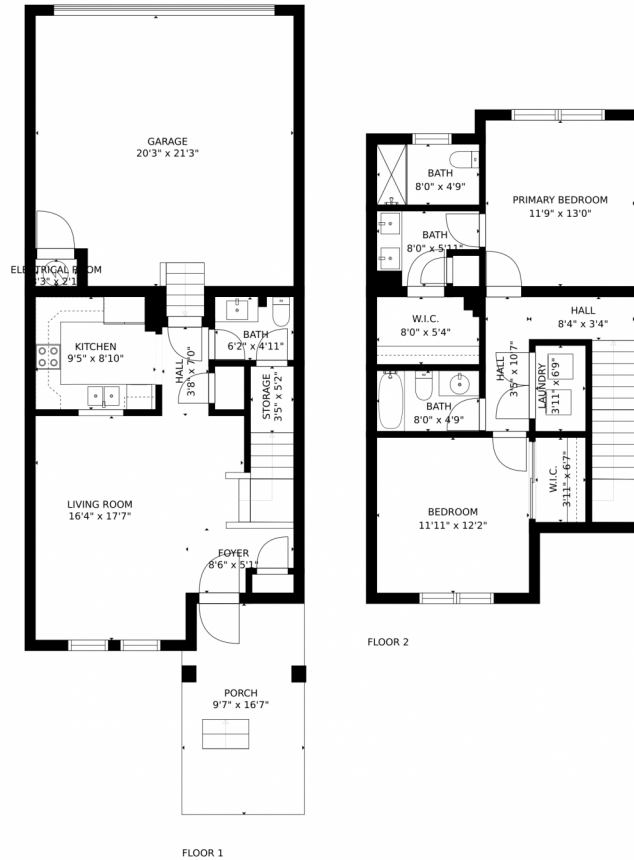 GARAGE
20'3" x 21'3"
ELECTRICAL ROOM
KITCHEN
9'5" x 8'10"
HALL
3'8" x 7'0"
BATH
6'2" x 4'11"
STORAGE
3'5" x 5'2"
LIVING ROOM
16'4" x 17'7"
FOYER
8'6" x 5'1"
PORCH
9'7" x 16'7"
FLOOR 1
BATH
8'0" x 4'9"
PRIMARY BEDROOM
11'9" x 13'0"
BATH
8'0" x 5'11"
W.I.C.
8'0" x 5'4"
HALL
8'4" x 3'4"
HALL
3'5" x 10'7"
LAUNDRY
3'11" x 6'9"
BATH
8'0" x 4'9"
BEDROOM
11'11" x 12'2"
W.I.C.
3'11" x 6'7"
FLOOR 2